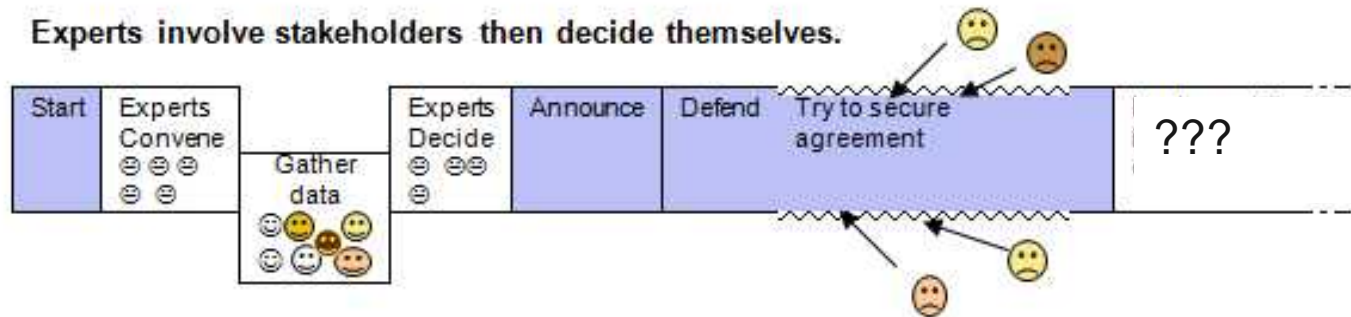 Experts involve stakeholders then decide themselves.
Start
Experts
Convene
Gather
data
Experts
Decide
Announce
Defend
Try to secure
agreement
???